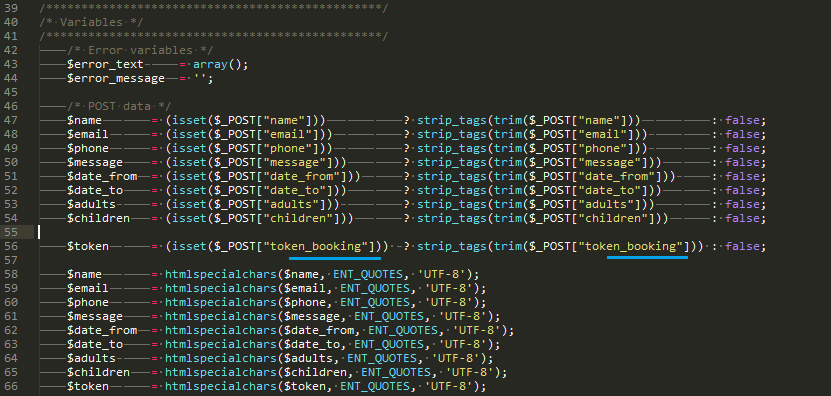 39 /************************************************/
40 /* Variables */
41 /************************************************/
42 /* Error variables */
43 $error_text = array();
44 $error_message = '';
45
46 /* POST data */
47 $name = (isset($_POST["name"])) ? strip_tags(trim($_POST["name"])) : false;
48 $email = (isset($_POST["email"])) ? strip_tags(trim($_POST["email"])) : false;
49 $phone = (isset($_POST["phone"])) ? strip_tags(trim($_POST["phone"])) : false;
50 $message = (isset($_POST["message"])) ? strip_tags(trim($_POST["message"])) : false;
51 $date_from = (isset($_POST["date_from"])) ? strip_tags(trim($_POST["date_from"])) : false;
52 $date_to = (isset($_POST["date_to"])) ? strip_tags(trim($_POST["date_to"])) : false;
53 $adults = (isset($_POST["adults"])) ? strip_tags(trim($_POST["adults"])) : false;
54 $children = (isset($_POST["children"])) ? strip_tags(trim($_POST["children"])) : false;
55
56 $token = (isset($_POST["token_booking"])) ? strip_tags(trim($_POST["token_booking"])) : false;
57
58 $name = htmlspecialchars($name, ENT_QUOTES, 'UTF-8');
59 $email = htmlspecialchars($email, ENT_QUOTES, 'UTF-8');
60 $phone = htmlspecialchars($phone, ENT_QUOTES, 'UTF-8');
61 $message = htmlspecialchars($message, ENT_QUOTES, 'UTF-8');
62 $date_from = htmlspecialchars($date_from, ENT_QUOTES, 'UTF-8');
63 $date_to = htmlspecialchars($date_to, ENT_QUOTES, 'UTF-8');
64 $adults = htmlspecialchars($adults, ENT_QUOTES, 'UTF-8');
65 $children = htmlspecialchars($children, ENT_QUOTES, 'UTF-8');
66 $token = htmlspecialchars($token, ENT_QUOTES, 'UTF-8');